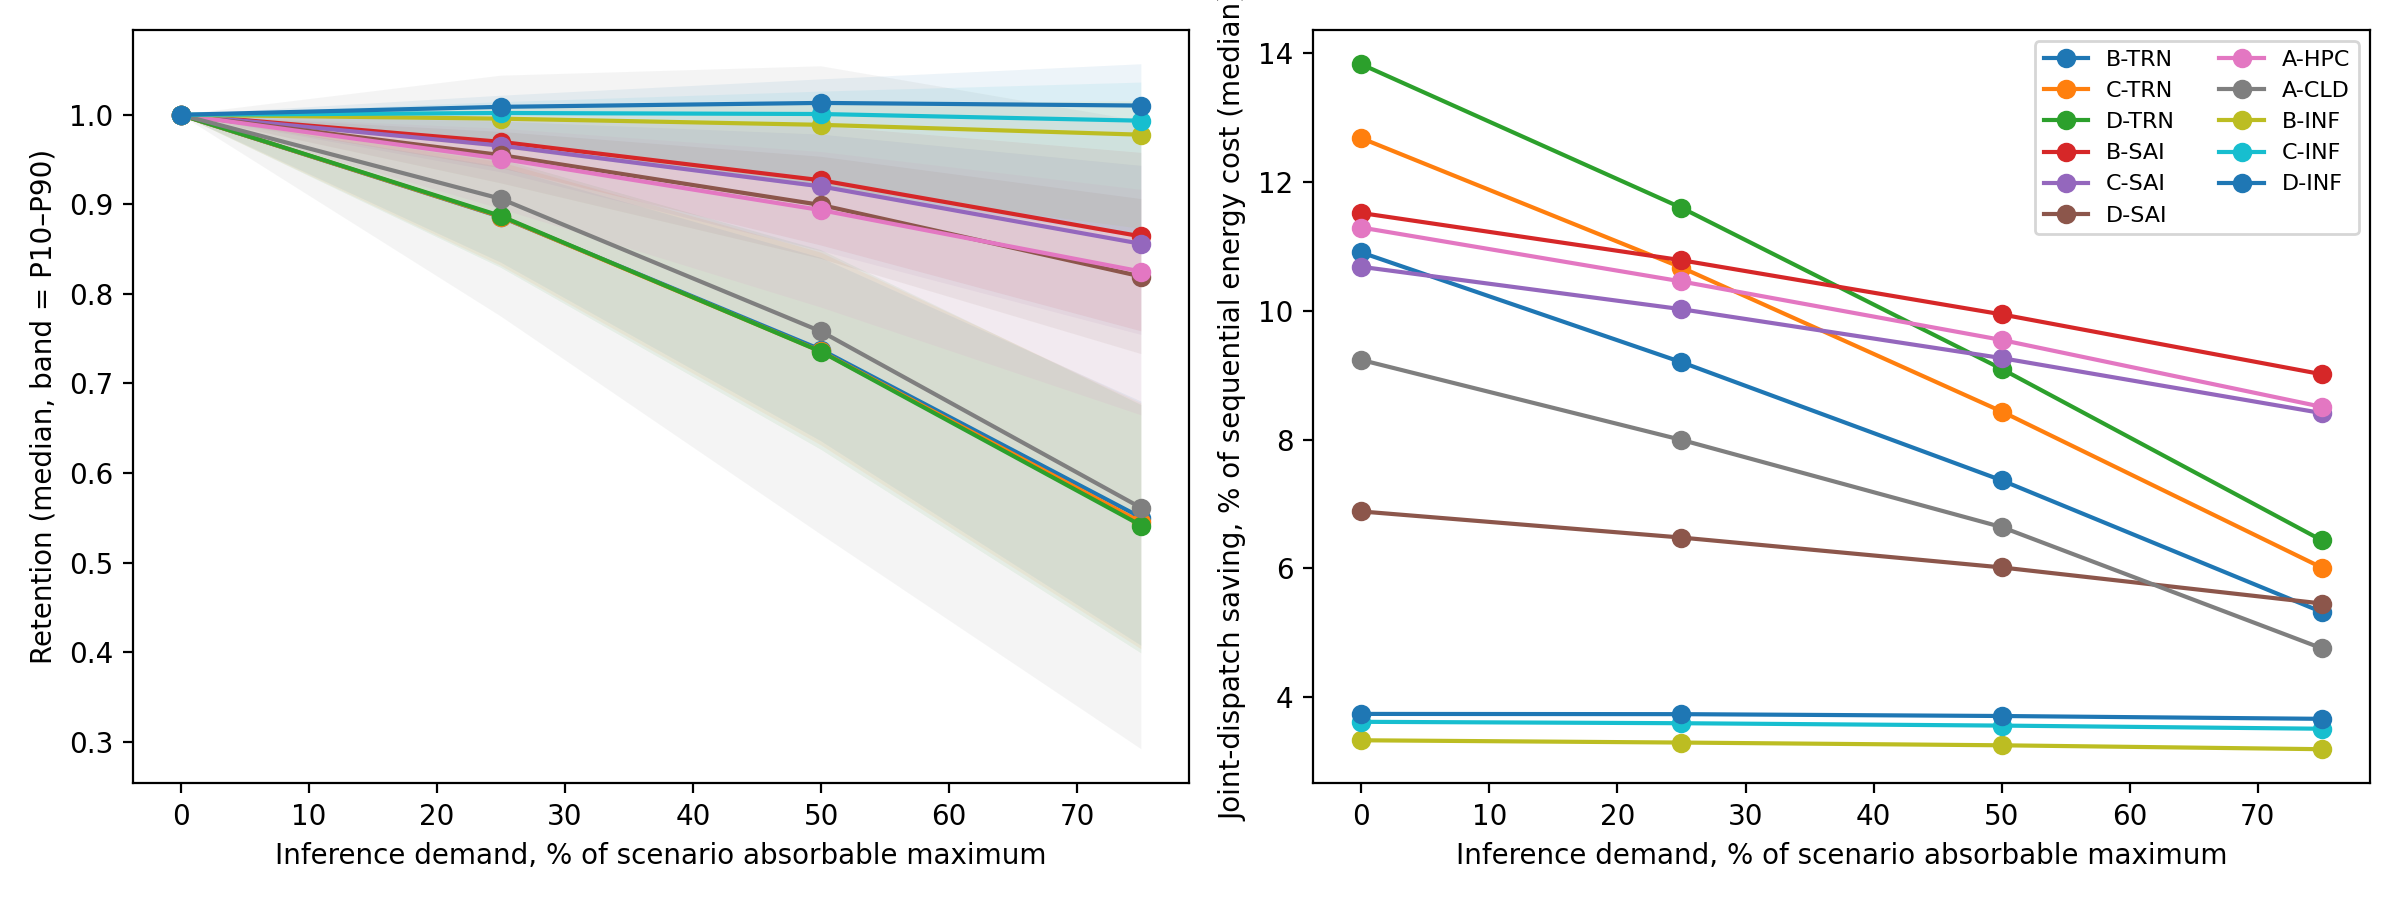 Retention (median, band = P10–P90)
1.0
0.9
0.8
0.7
0.6
0.5
0.4
0.3
0 10 20 30 40 50 60 70
Inference demand, % of scenario absorbable maximum
Joint-dispatch saving, % of sequential energy cost (median)
14
12
10
8
6
4
0 10 20 30 40 50 60 70
Inference demand, % of scenario absorbable maximum
B-TRN
C-TRN
D-TRN
B-SAI
C-SAI
D-SAI
A-HPC
A-CLD
B-INF
C-INF
D-INF